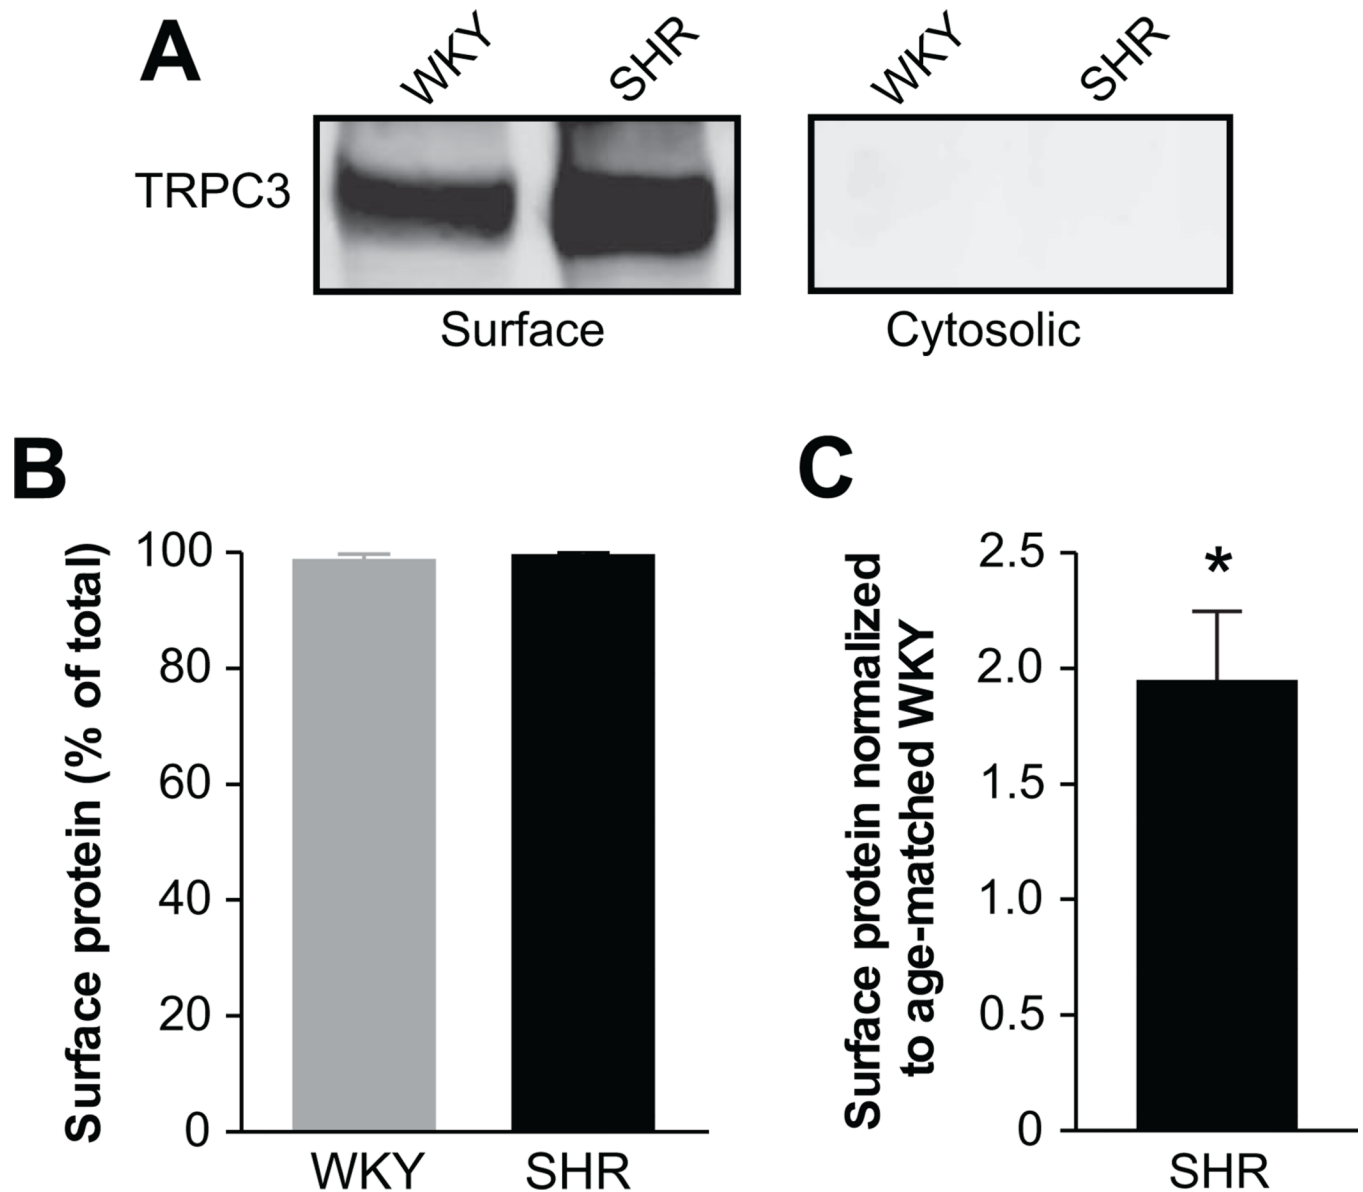 A
WKY SHR WKY SHR
TRPC3
Surface Cytosolic
B
Surface protein (% of total)
100
80
60
40
20
0
WKY SHR
C
Surface protein normalized
to age-matched WKY
2.5
2.0
1.5
1.0
0.5
0
*
SHR